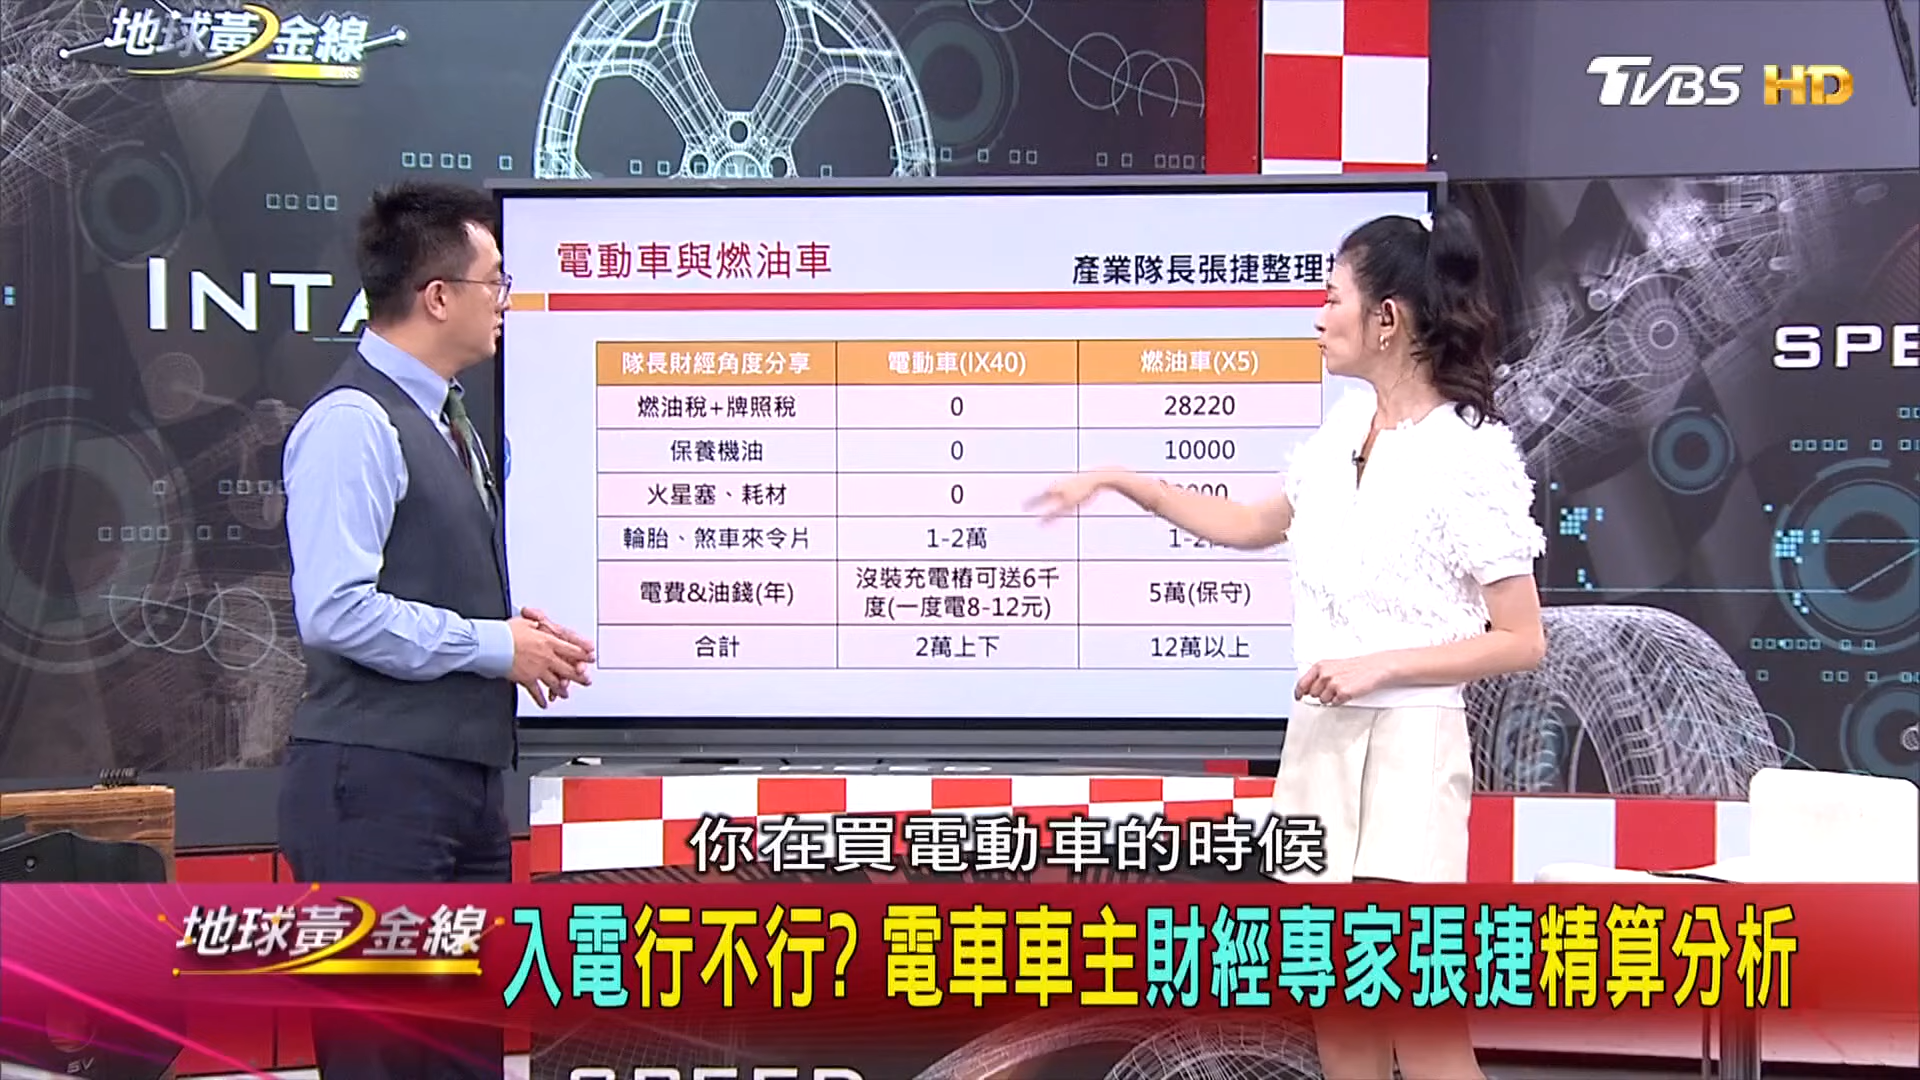 地球黃金線
NEWS
TVBS HD
INTA
SPE
電動車與燃油車
產業隊長張捷整理
隊長財經角度分享 電動車(IX40) 燃油車(X5)
燃油稅+牌照稅 0 28220
保養機油 0 10000
火星塞、耗材 0
輪胎、煞車來令片 1-2萬
電費&油錢(年) 沒裝充電樁可送6千度(一度電8-12元) 5萬(保守)
合計 2萬上下 12萬以上
你在買電動車的時候
地球黃金線
入電行不行? 電車車主財經專家張捷精算分析
SPEED